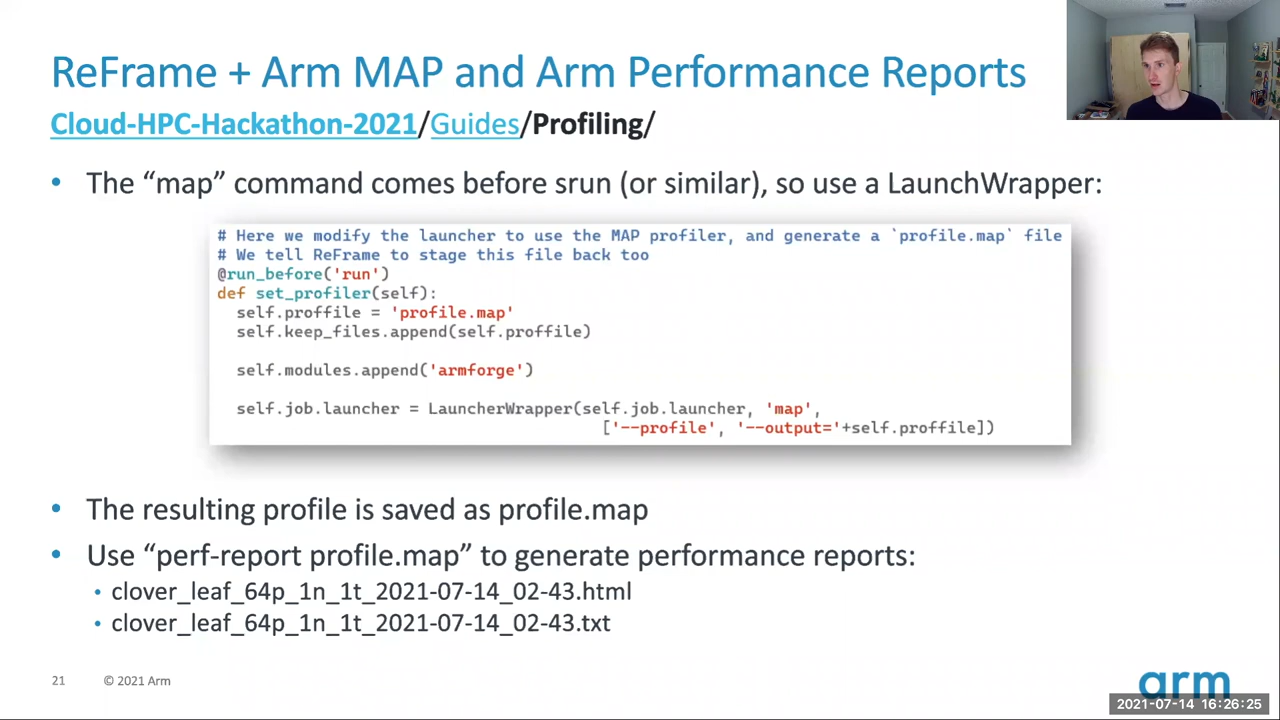 ReFrame + Arm MAP and Arm Performance Reports
Cloud-HPC-Hackathon-2021/Guides/Profiling/
• The “map” command comes before srun (or similar), so use a LaunchWrapper:
# Here we modify the launcher to use the MAP profiler, and generate a `profile.map` file
# We tell ReFrame to stage this file back too
@run_before('run')
def set_profiler(self):
  self.proffile = 'profile.map'
  self.keep_files.append(self.proffile)
  self.modules.append('armforge')
  self.job.launcher = LauncherWrapper(self.job.launcher, 'map',
                                        ['--profile', '--output='+self.proffile])
• The resulting profile is saved as profile.map
• Use “perf-report profile.map” to generate performance reports:
• clover_leaf_64p_1n_1t_2021-07-14_02-43.html
• clover_leaf_64p_1n_1t_2021-07-14_02-43.txt
21 © 2021 Arm
arm
2021-07-14 16:26:25